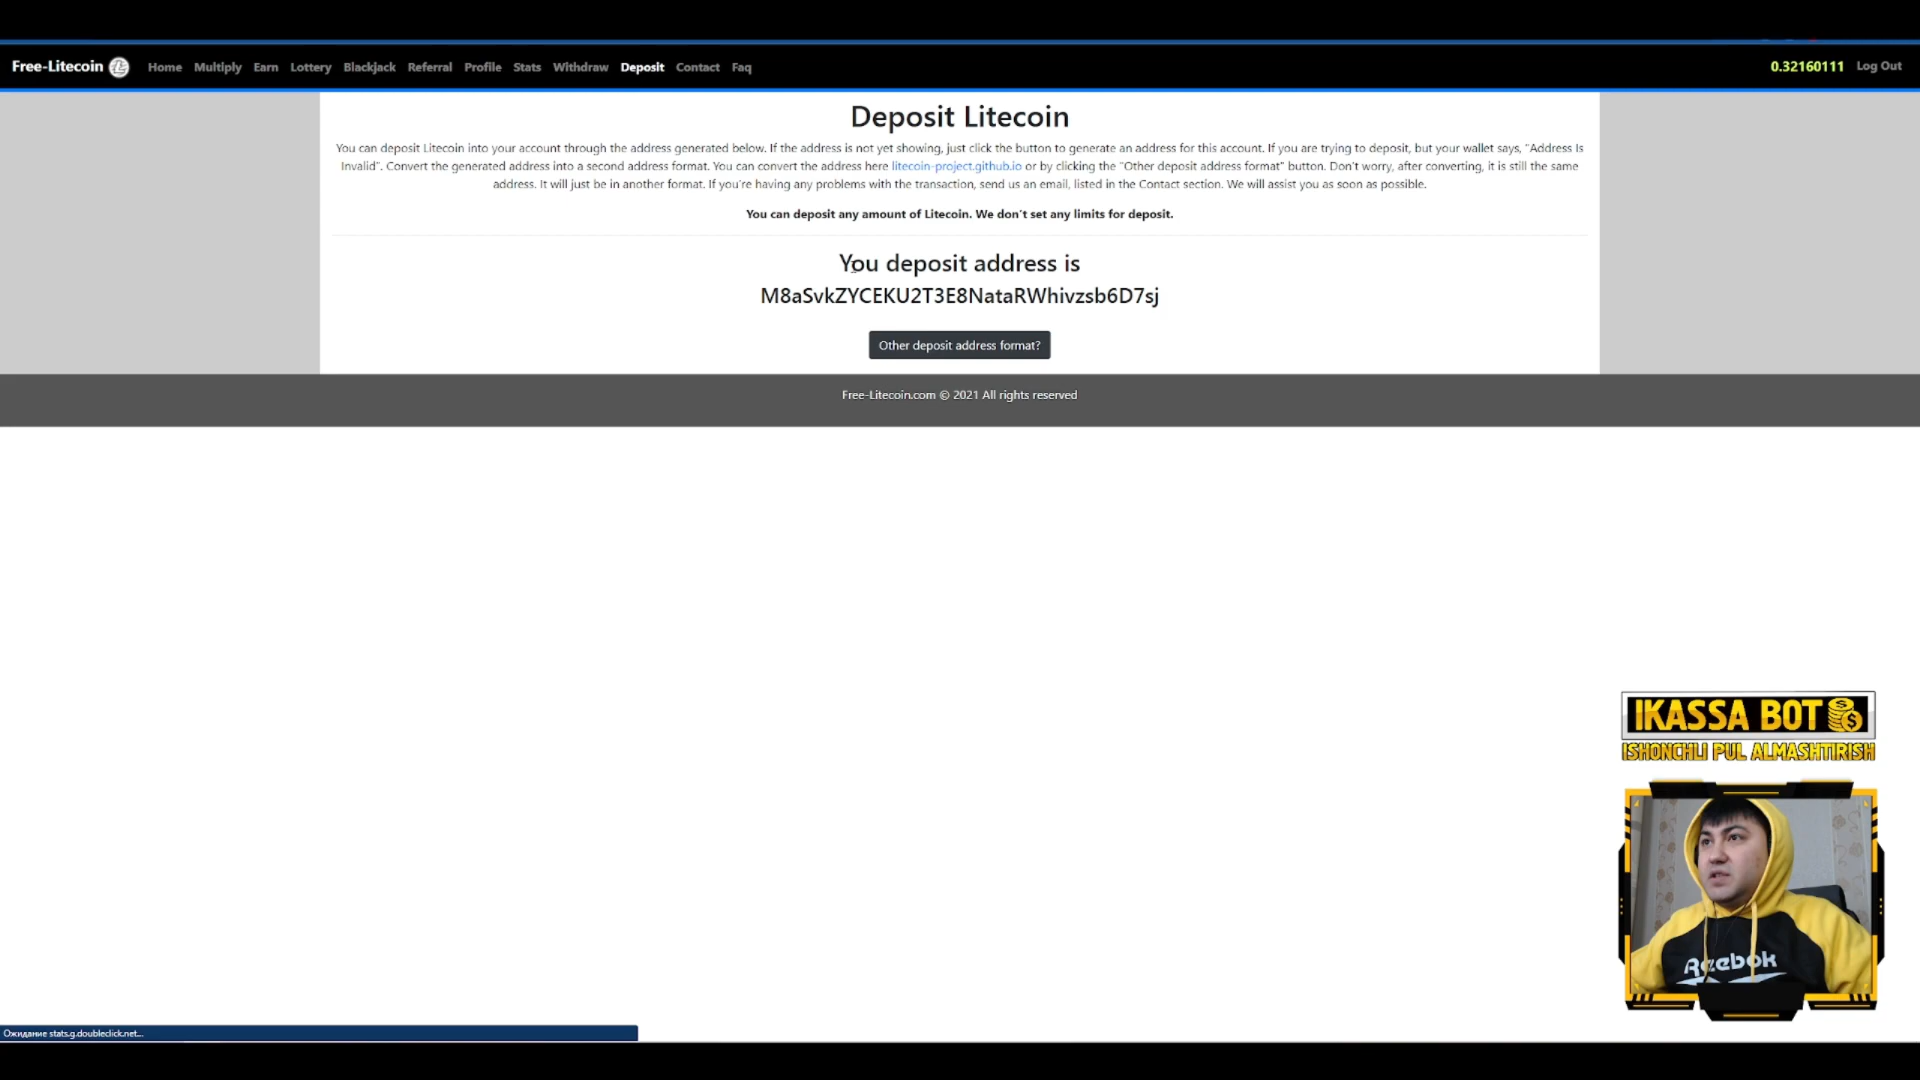 Free-Litecoin Home Multiply Earn Lottery Blackjack Referral Profile Stats Withdraw Deposit Contact Faq 0.32160111 Log Out
Deposit Litecoin
You can deposit Litecoin into your account through the address generated below. If the address is not yet showing, just click the button to generate an address for this account. If you are trying to deposit, but your wallet says, "Address Is
Invalid". Convert the generated address into a second address format. You can convert the address here litecoin-project.github.io or by clicking the "Other deposit address format" button. Don't worry, after converting, it is still the same
address. It will just be in another format. If you're having any problems with the transaction, send us an email, listed in the Contact section. We will assist you as soon as possible.
You can deposit any amount of Litecoin. We don't set any limits for deposit.
You deposit address is
M8aSvkZYCEKU2T3E8NataRWhivzsb6D7sj
Other deposit address format?
Free-Litecoin.com © 2021 All rights reserved
IKASSA BOT
ISHONCHLI PUL ALMASHTIRISH
Reebok
Ожидание stats.g.doubleclick.net...